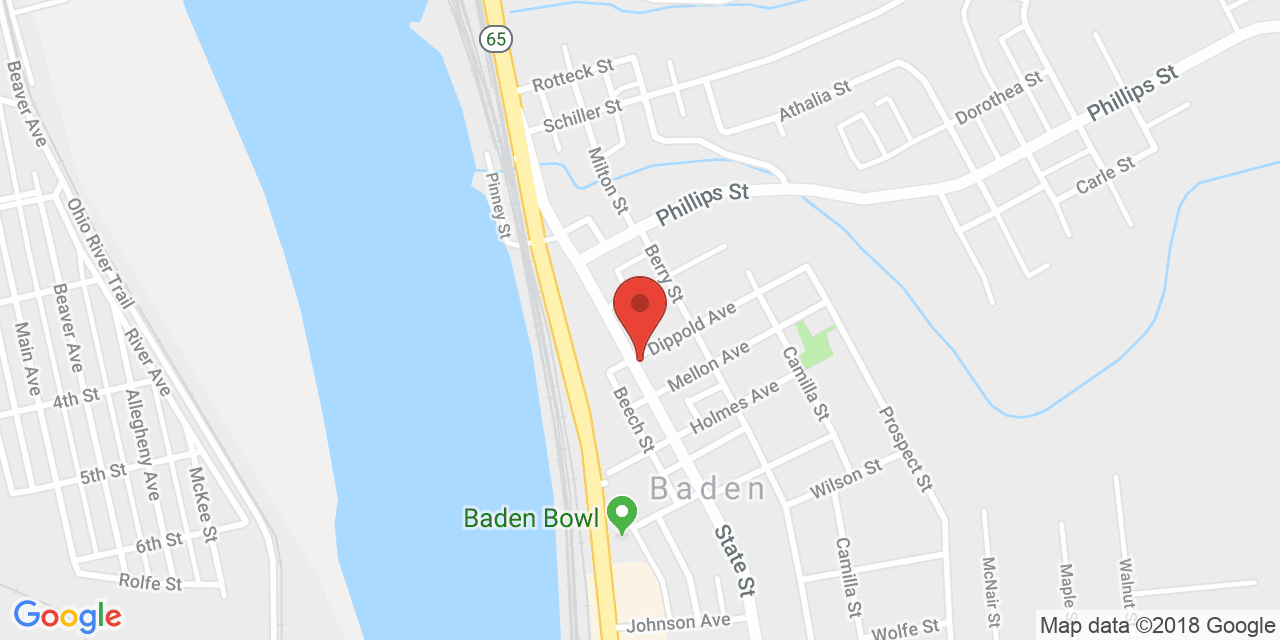 65
Rotteck St
Schiller St
Athalia St
Dorothea St
Phillips St
Beaver Ave
Pinney St
Milton St
Phillips St
Carle St
Ohio River Trail
River Ave
Berry St
Beaver Ave
Main Ave
Dippold Ave
Mellon Ave
Camilla St
4th St
Allegheny Ave
Beech St
Holmes Ave
Prospect St
5th St
McKee St
Baden
Wilson St
Baden Bowl
6th St
State St
Camilla St
Rolfe St
McNair St
Maple S
Walnut S
Google
Johnson Ave
Wolfe St
Map data ©2018 Google